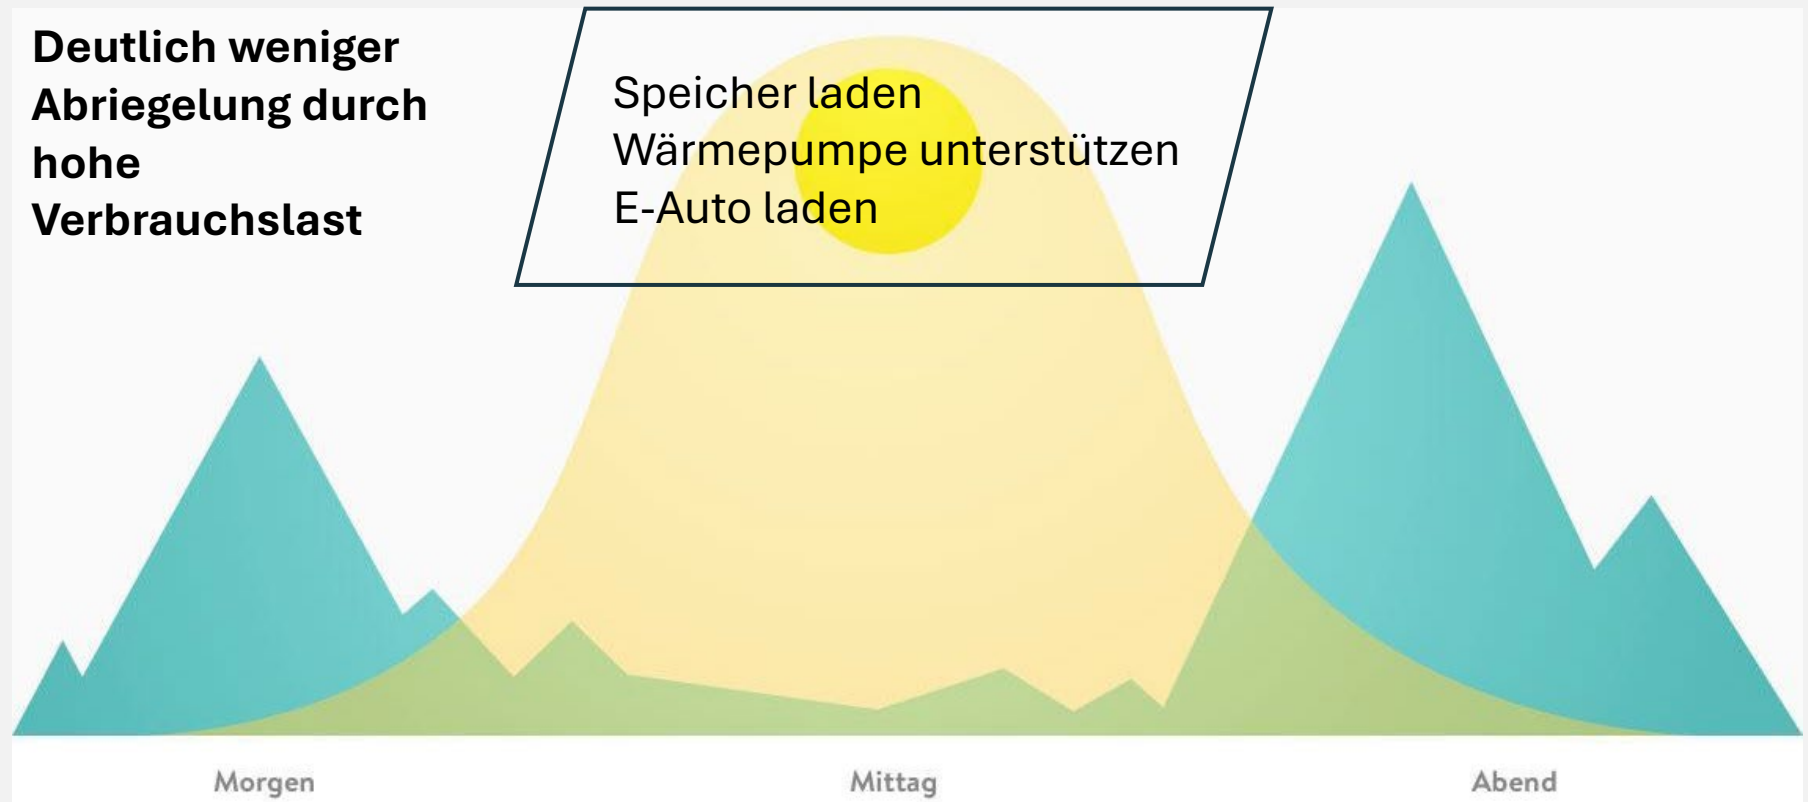 Deutlich weniger
Abriegelung durch
hohe
Verbrauchslast
Speicher laden
Wärmepumpe unterstützen
E-Auto laden
Morgen
Mittag
Abend